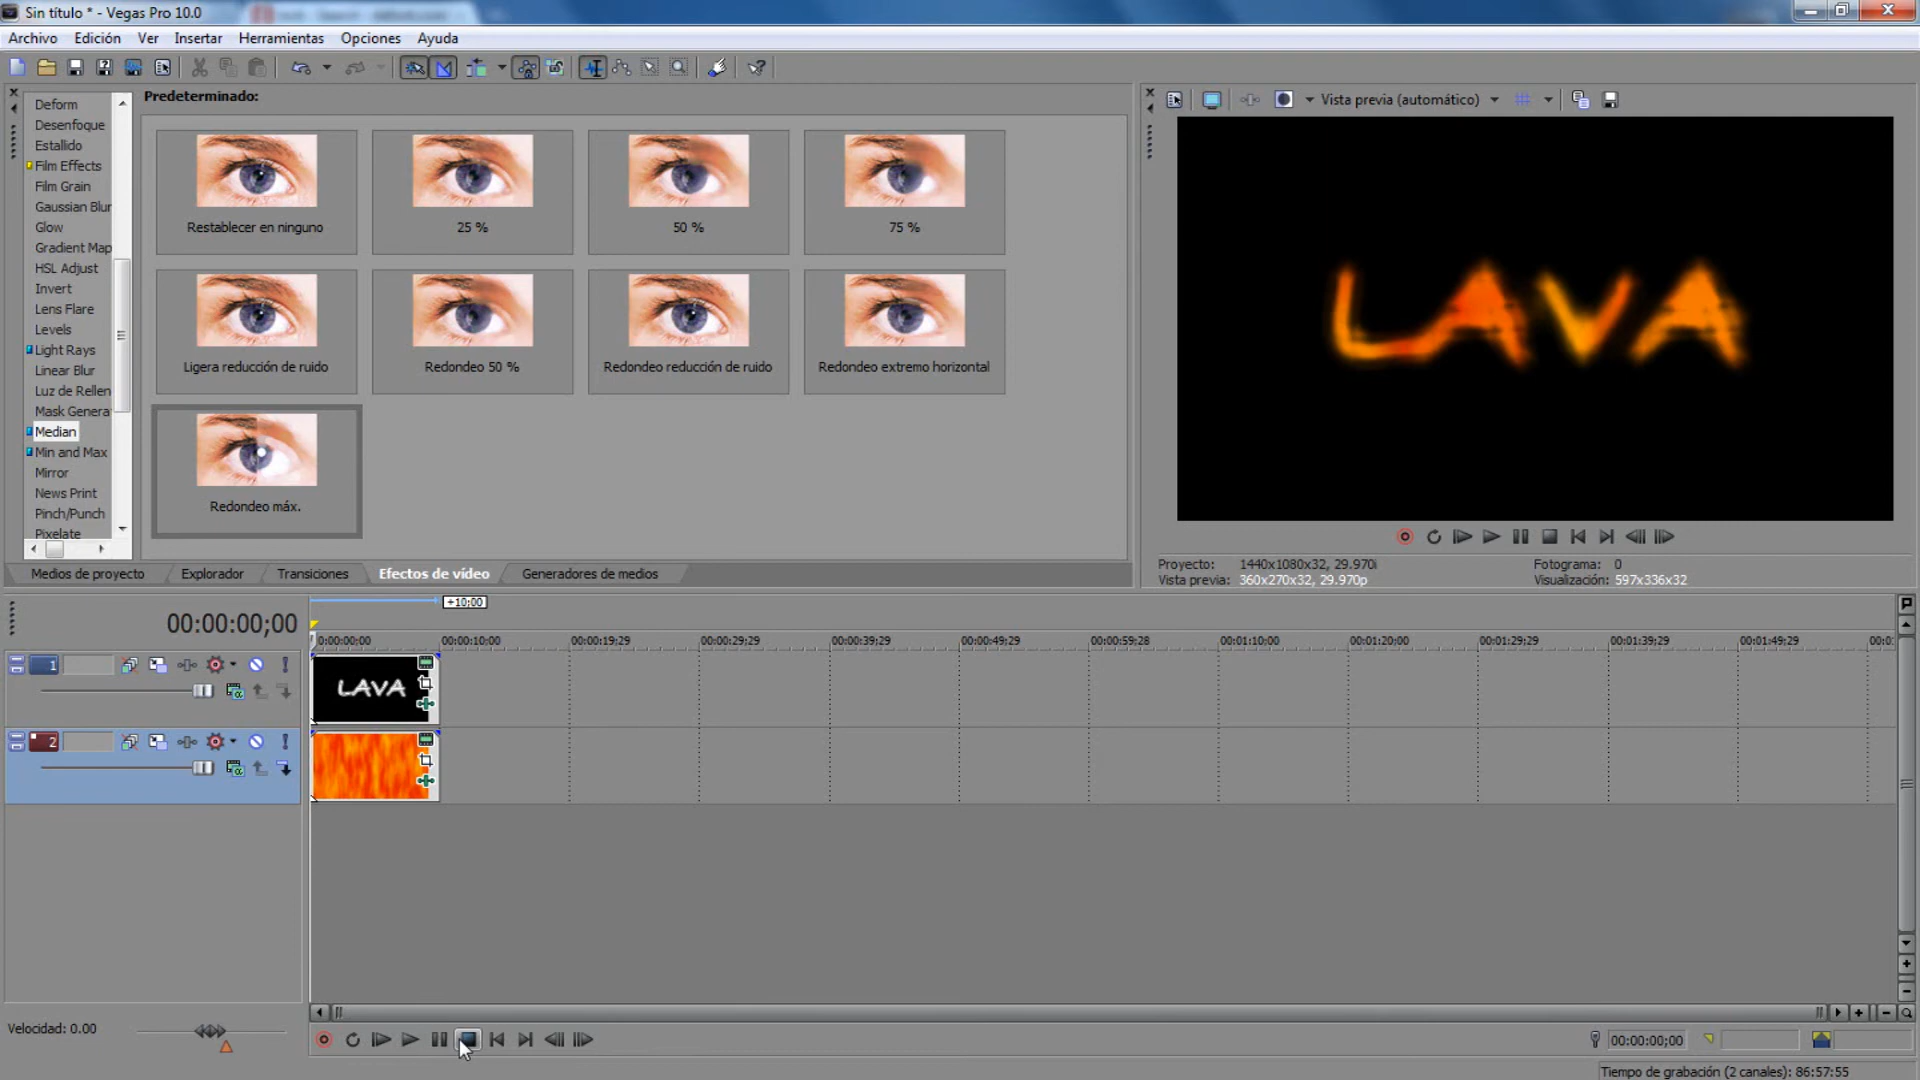 Sin título * - Vegas Pro 10.0
Archivo Edición Ver Insertar Herramientas Opciones Ayuda
Predeterminado:
Deform
Desenfoque
Estallido
Film Effects
Film Grain
Gaussian Blur
Glow
Gradient Map
HSL Adjust
Invert
Lens Flare
Levels
Light Rays
Linear Blur
Luz de Rellen
Mask Genera
Median
Min and Max
Mirror
News Print
Pinch/Punch
Pixelate
Restablecer en ninguno
25 %
50 %
75 %
Ligera reducción de ruido
Redondeo 50 %
Redondeo reducción de ruido
Redondeo extremo horizontal
Redondeo máx.
Vista previa (automático)
LAVA
Medios de proyecto Explorador Transiciones Efectos de vídeo Generadores de medios
Proyecto: 1440x1080x32, 29.970i
Fotograma: 0
Vista previa: 360x270x32, 29.970p
Visualización: 597x336x32
+10;00
00:00:00;00
0:00:00:00 00:00:10;00 00:00:19;29 00:00:29;29 00:00:39;29 00:00:49;29 00:00:59;28 00:01:10;00 00:01:20;00 00:01:29;29 00:01:39;29 00:01:49;29
1
LAVA
2
Velocidad: 0.00
00:00:00;00
Tiempo de grabación (2 canales): 86:57:55